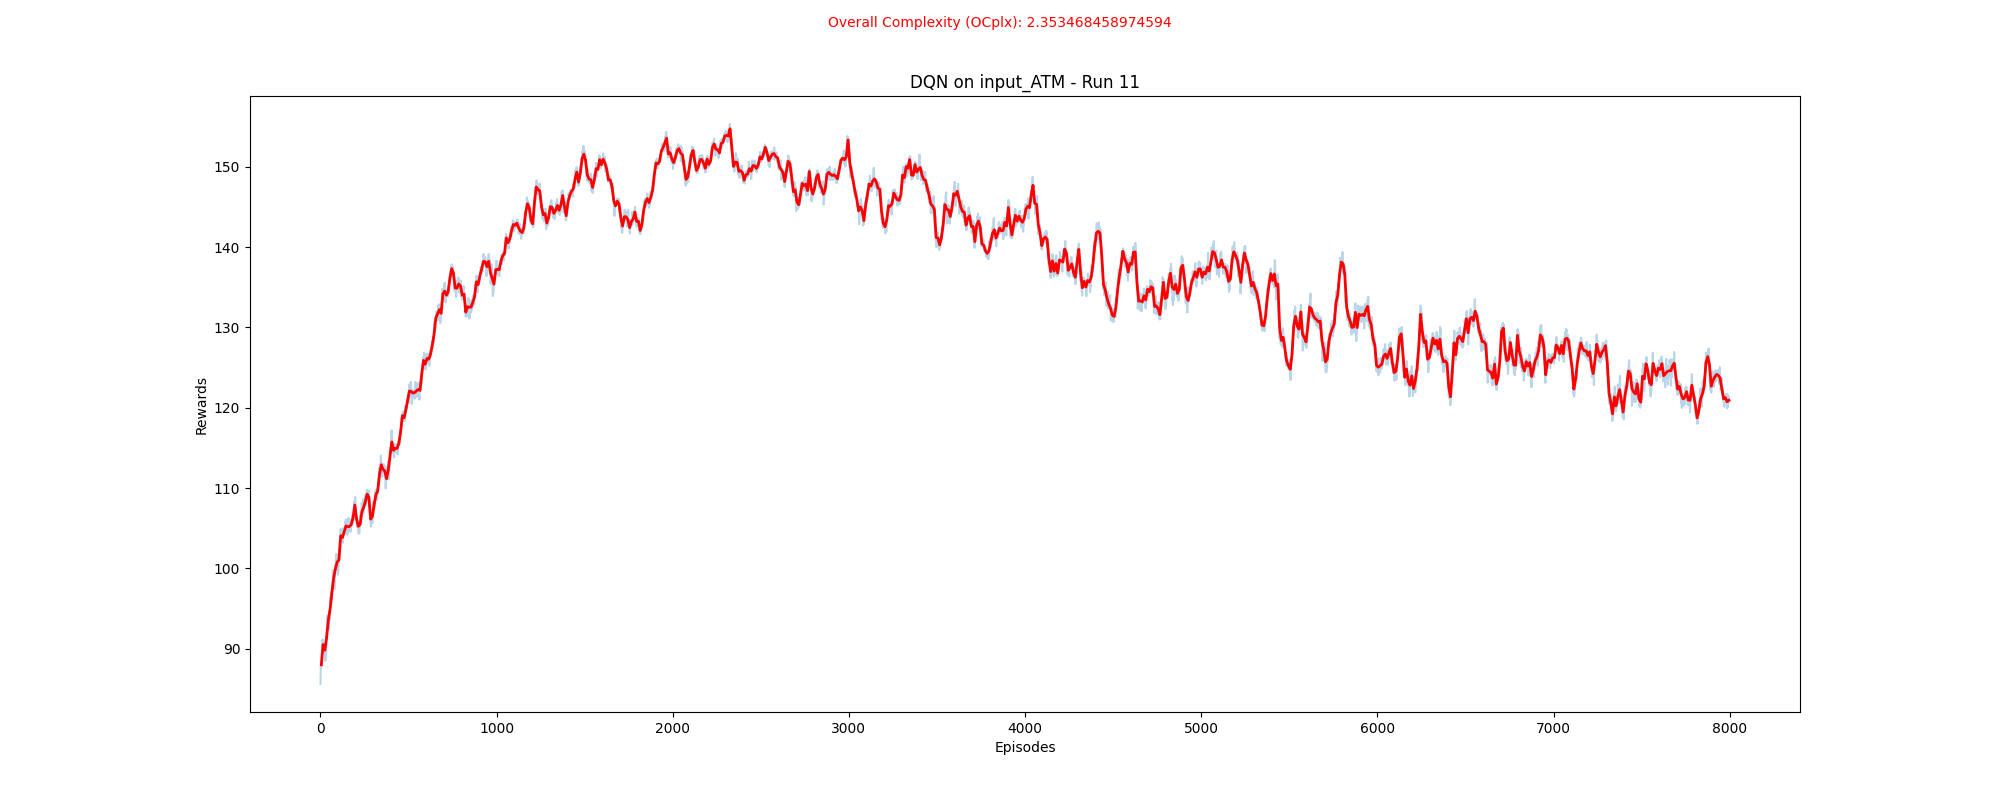 Overall Complexity (OCplx): 2.353468458974594
DQN on input_ATM - Run 11
150
140
130
120
110
100
90
Rewards
0 1000 2000 3000 4000 5000 6000 7000 8000
Episodes